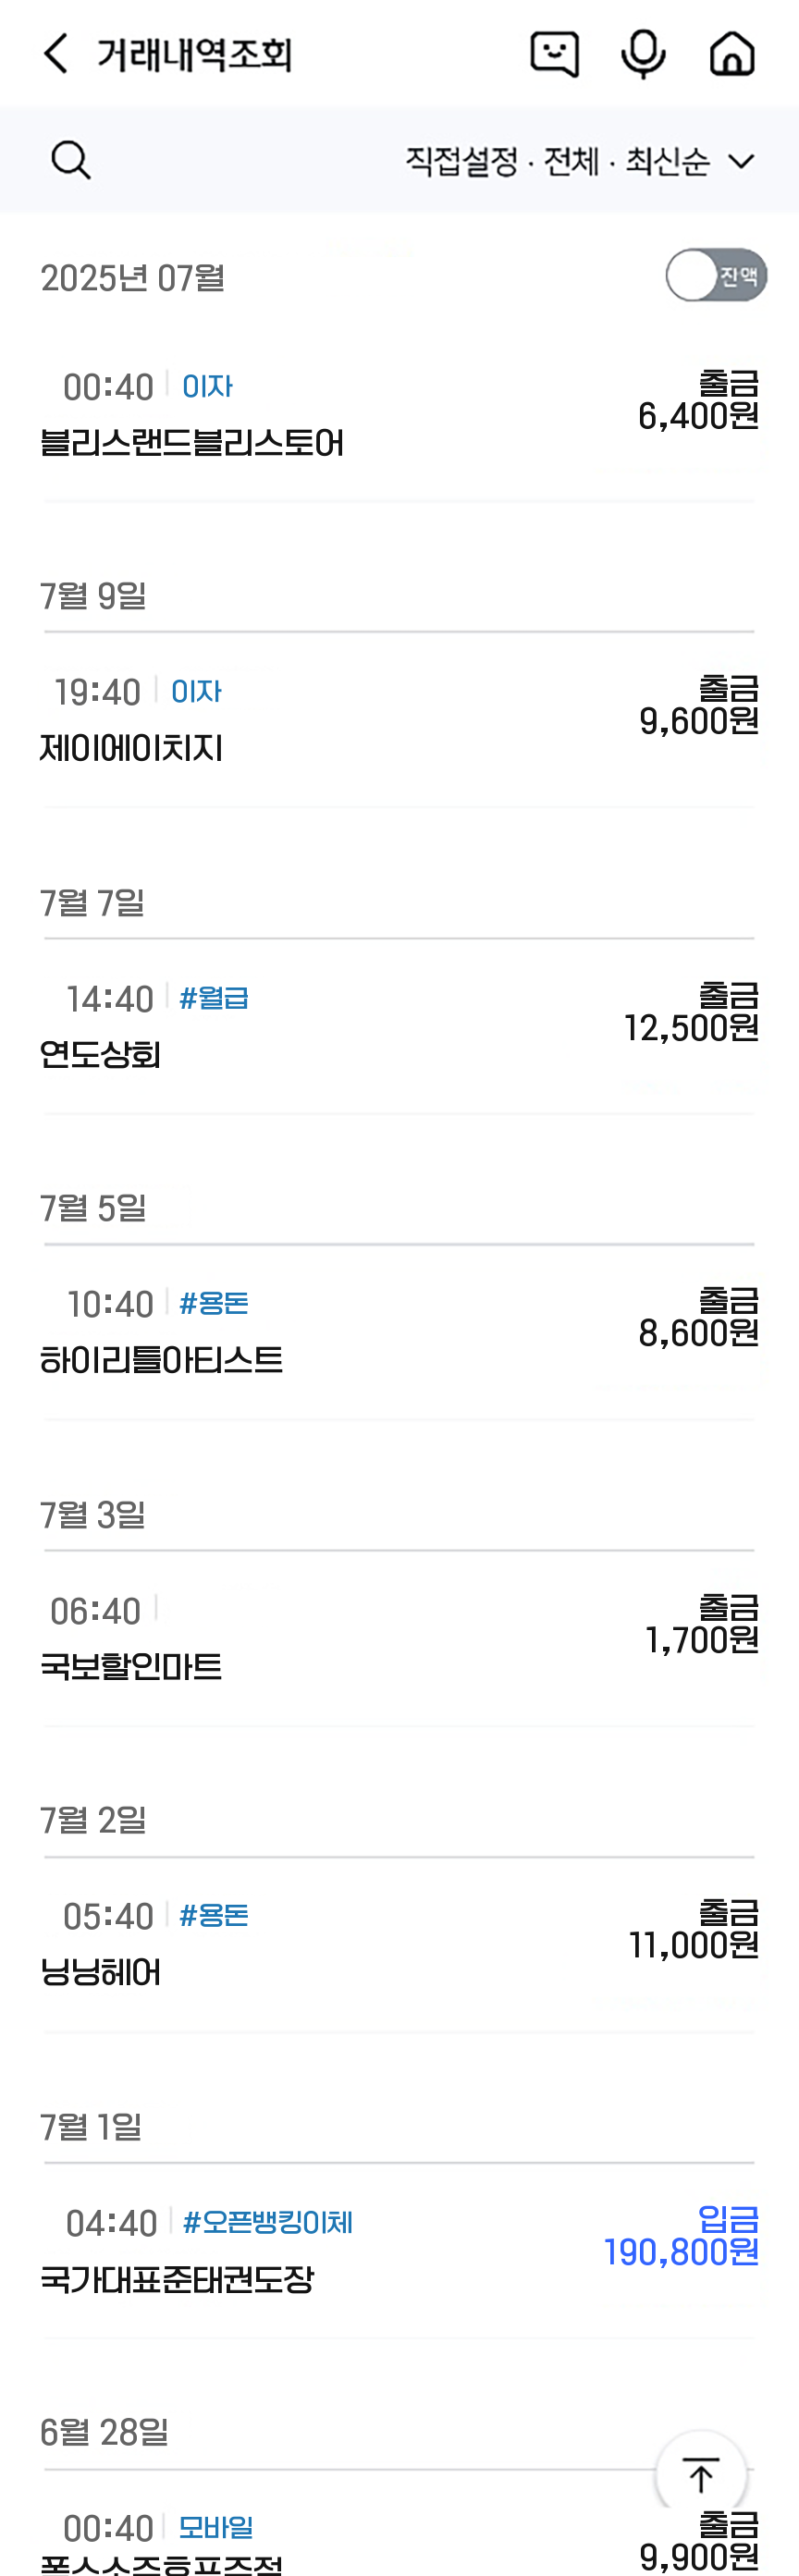 거래내역조회
직접설정 · 전체 · 최신순
2025년 07월
잔액
00:40 이자
출금
6,400원
블리스랜드블리스토어
7월 9일
19:40 이자
출금
9,600원
제이에이치지
7월 7일
14:40 #월급
출금
12,500원
연도상회
7월 5일
10:40 #용돈
출금
8,600원
하이리틀아티스트
7월 3일
06:40
출금
1,700원
국보할인마트
7월 2일
05:40 #용돈
출금
11,000원
닝닝헤어
7월 1일
04:40 #오픈뱅킹이체
입금
190,800원
국가대표준태권도장
6월 28일
00:40 모바일
출금
9,900원